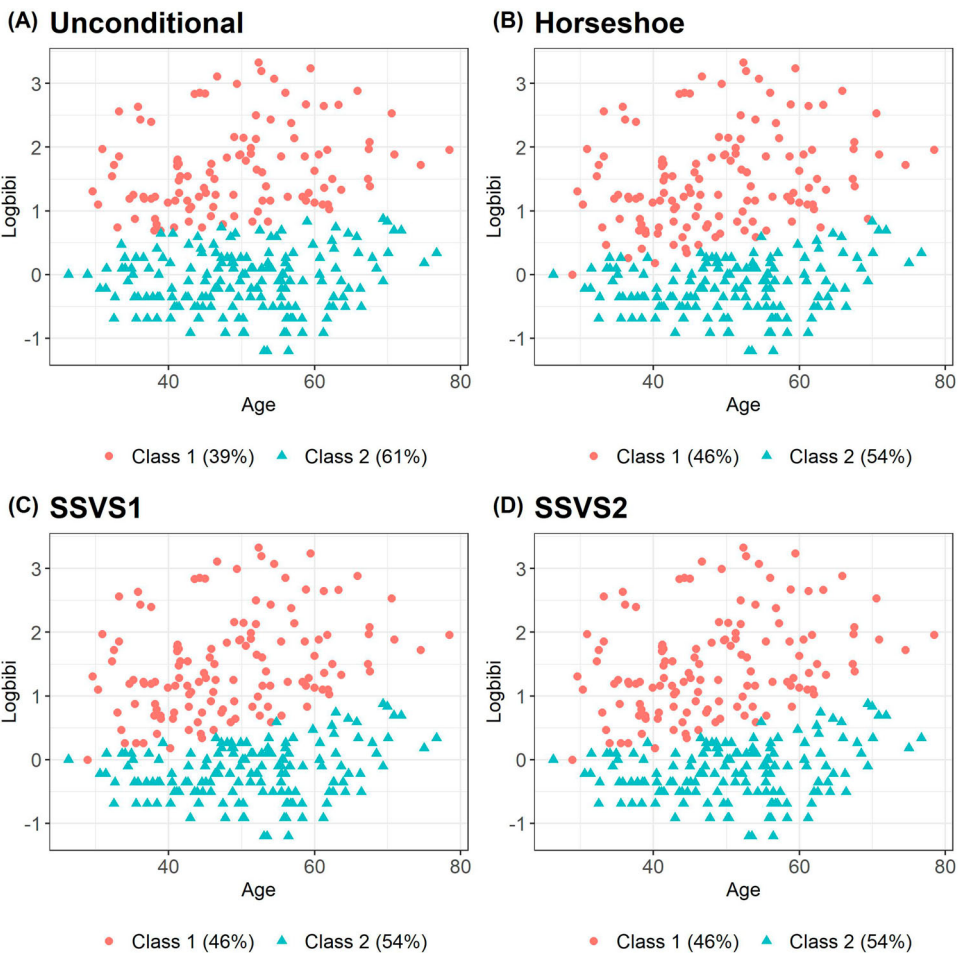 (A) Unconditional
Logbibi
3
2
1
0
-1
40 60 80
Age
Class 1 (39%) Class 2 (61%)
(B) Horseshoe
Logbibi
3
2
1
0
-1
40 60 80
Age
Class 1 (46%) Class 2 (54%)
(C) SSVS1
Logbibi
3
2
1
0
-1
40 60 80
Age
Class 1 (46%) Class 2 (54%)
(D) SSVS2
Logbibi
3
2
1
0
-1
40 60 80
Age
Class 1 (46%) Class 2 (54%)